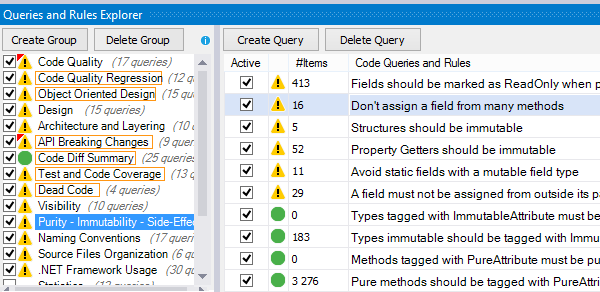 Queries and Rules Explorer
Create Group Delete Group
Code Quality (17 queries)
Code Quality Regression (12 qu
Object Oriented Design (15 que
Design (15 queries)
Architecture and Layering (10
API Breaking Changes (9 quer
Code Diff Summary (25 queries
Test and Code Coverage (13 qu
Dead Code (4 queries)
Visibility (10 queries)
Purity - Immutability - Side-Effec
Naming Conventions (17 queries)
Source Files Organization (6 qu
.NET Framework Usage (30 qu
Create Query Delete Query
Active #Items Code Queries and Rules
413 Fields should be marked as ReadOnly when p
16 Don't assign a field from many methods
5 Structures should be immutable
52 Property Getters should be immutable
11 Avoid static fields with a mutable field type
29 A field must not be assigned from outside its pa
0 Types tagged with ImmutableAttribute must be
183 Types immutable should be tagged with Immuta
0 Methods tagged with PureAttribute must be pu
3 276 Pure methods should be tagged with PureAttrib